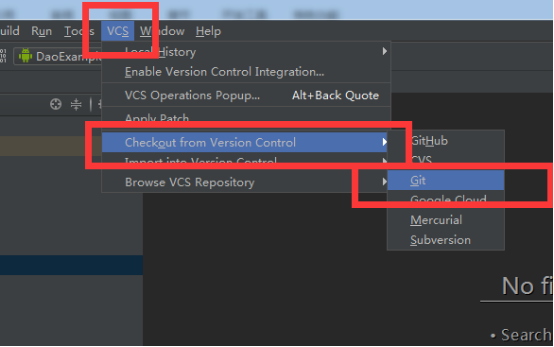 uild Run Tools VCS Window Help
DaoExample
Local History
Enable Version Control Integration...
VCS Operations Popup... Alt+Back Quote
Apply Patch
Checkout from Version Control
Import into Version Control
Browse VCS Repository
GitHub
CVS
Git
Google Cloud
Mercurial
Subversion
No fi
• Search